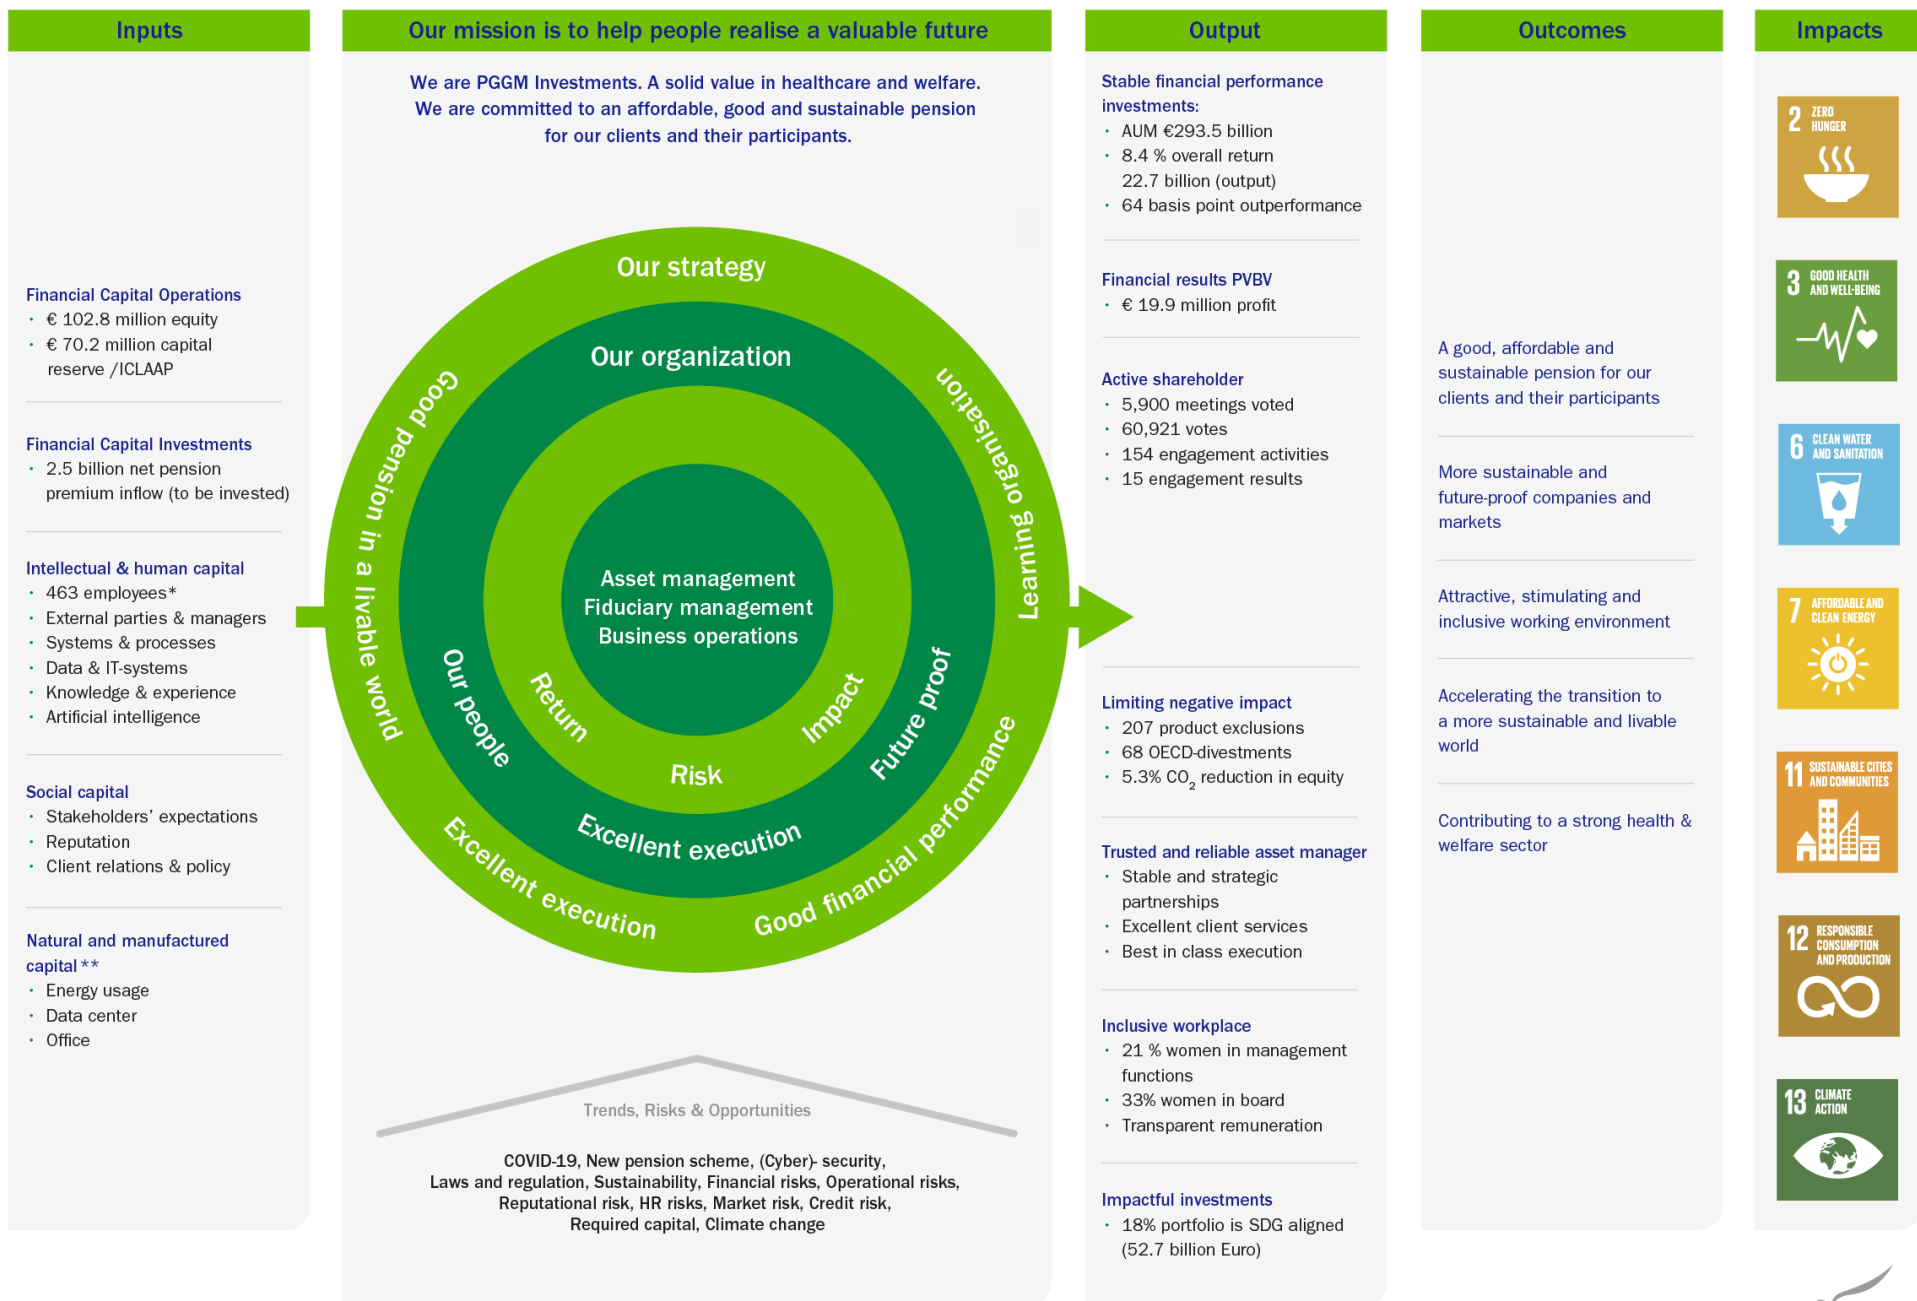 Inputs
Financial Capital Operations
· € 102.8 million equity
· € 70.2 million capital
reserve /ICLAAP
Financial Capital Investments
· 2.5 billion net pension
premium inflow (to be invested)
Intellectual & human capital
· 463 employees*
· External parties & managers
· Systems & processes
· Data & IT-systems
· Knowledge & experience
· Artificial intelligence
Social capital
· Stakeholders’ expectations
· Reputation
· Client relations & policy
Natural and manufactured
capital **
· Energy usage
· Data center
· Office
Our mission is to help people realise a valuable future
We are PGGM Investments. A solid value in healthcare and welfare.
We are committed to an affordable, good and sustainable pension
for our clients and their participants.
Our strategy
Good pension in a livable world
Learning organisation
Excellent execution
Good financial performance
Our organization
Our people
Excellent execution
Future proof
Return
Risk
Impact
Asset management
Fiduciary management
Business operations
Trends, Risks & Opportunities
COVID-19, New pension scheme, (Cyber)- security,
Laws and regulation, Sustainability, Financial risks, Operational risks,
Reputational risk, HR risks, Market risk, Credit risk,
Required capital, Climate change
Output
Stable financial performance
investments:
· AUM €293.5 billion
· 8.4 % overall return
22.7 billion (output)
· 64 basis point outperformance
Financial results PVBV
· € 19.9 million profit
Active shareholder
· 5,900 meetings voted
· 60,921 votes
· 154 engagement activities
· 15 engagement results
Limiting negative impact
· 207 product exclusions
· 68 OECD-divestments
· 5.3% CO₂ reduction in equity
Trusted and reliable asset manager
· Stable and strategic
partnerships
· Excellent client services
· Best in class execution
Inclusive workplace
· 21 % women in management
functions
· 33% women in board
· Transparent remuneration
Impactful investments
· 18% portfolio is SDG aligned
(52.7 billion Euro)
Outcomes
A good, affordable and
sustainable pension for our
clients and their participants
More sustainable and
future-proof companies and
markets
Attractive, stimulating and
inclusive working environment
Accelerating the transition to
a more sustainable and livable
world
Contributing to a strong health &
welfare sector
Impacts
2 ZERO
HUNGER
3 GOOD HEALTH
AND WELL-BEING
6 CLEAN WATER
AND SANITATION
7 AFFORDABLE AND
CLEAN ENERGY
11 SUSTAINABLE CITIES
AND COMMUNITIES
12 RESPONSIBLE
CONSUMPTION
AND PRODUCTION
13 CLIMATE
ACTION